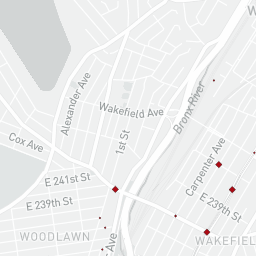 Alexander Ave
Wakefield Ave
Bronx River
Cox Ave
1st St
Carpenter Ave
E 241st St
E 239th St
E 239th St
WOODLAWN
WAKEFIEL
Ave